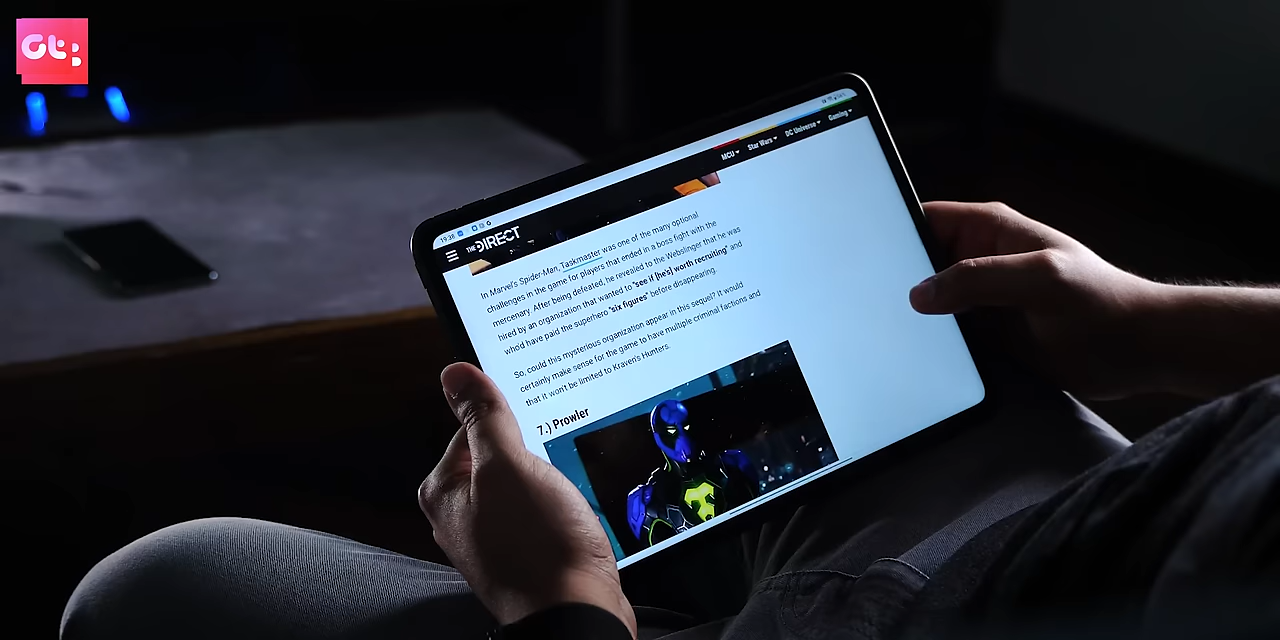 Gtb
19:38
THE DIRECT
MCU
Star Wars
DC Universe
Gaming
In Marvel's Spider-Man, Taskmaster was one of the many optional
challenges in the game for players that ended in a boss fight with the
mercenary. After being defeated, he revealed to the Webslinger that he was
hired by an organization that wanted to "see if [he's] worth recruiting" and
who'd have paid the superhero "six figures" before disappearing.
So, could this mysterious organization appear in this sequel? It would
certainly make sense for the game to have multiple criminal factions and
that it won't be limited to Kraven's Hunters.
7.) Prowler